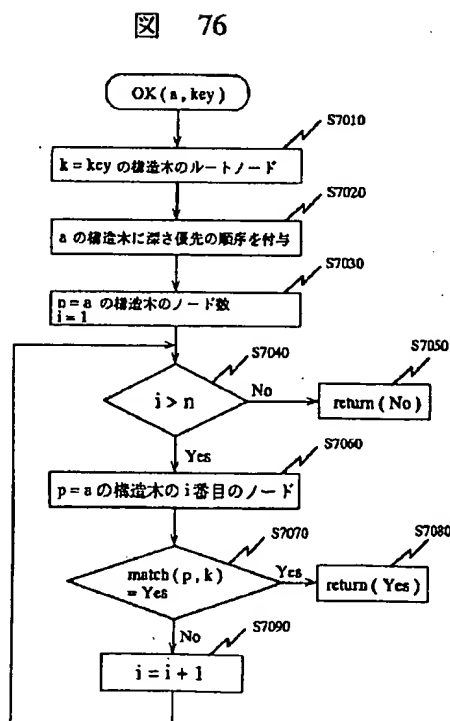 図 76
OK(a, key)
S7010
k = key の構造木のルートノード
S7020
a の構造木に深さ優先の順序を付与
S7030
n = a の構造木のノード数
i = 1
S7040
i > n
No
S7050
return ( No )
Yes
S7060
p = a の構造木の i 番目のノード
S7070
match( p , k )
= Yes
Yes
S7080
return ( Yes )
No
S7090
i = i + 1